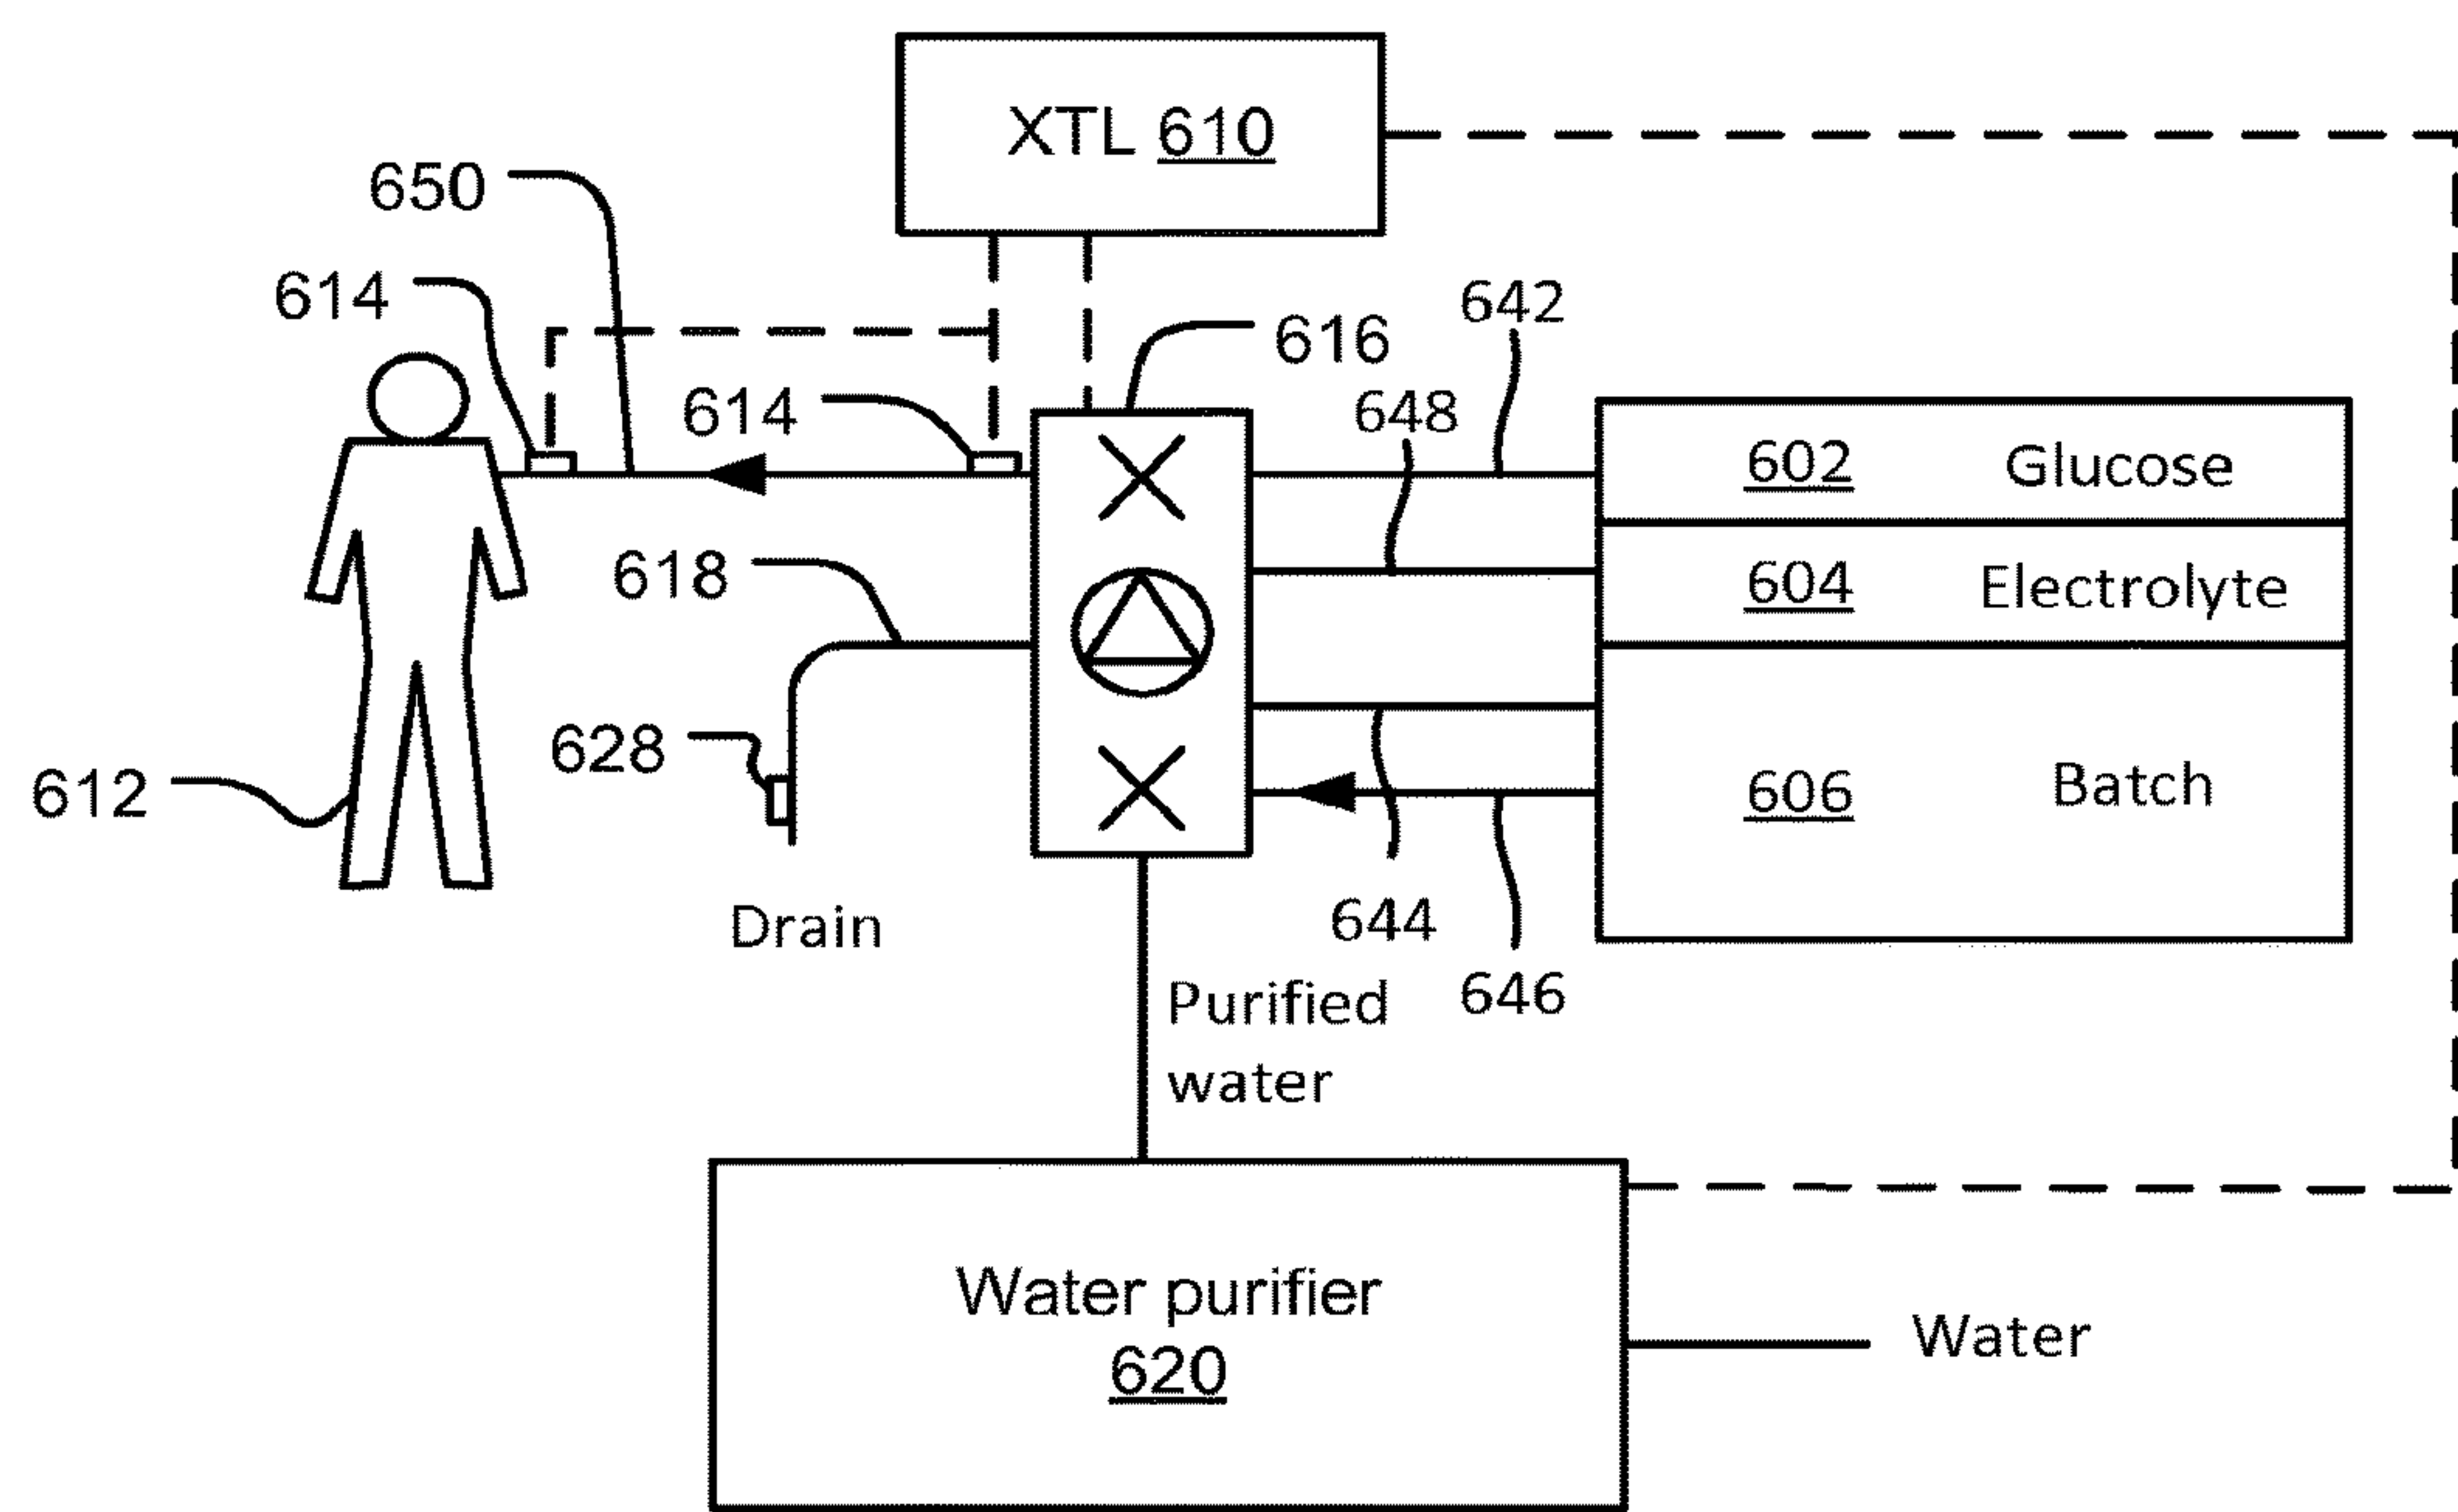 XTL 610
650
614
642
616
614
648
602 Glucose
618
604 Electrolyte
628
612
606 Batch
Drain
644
646
Purified
water
Water purifier
620
Water